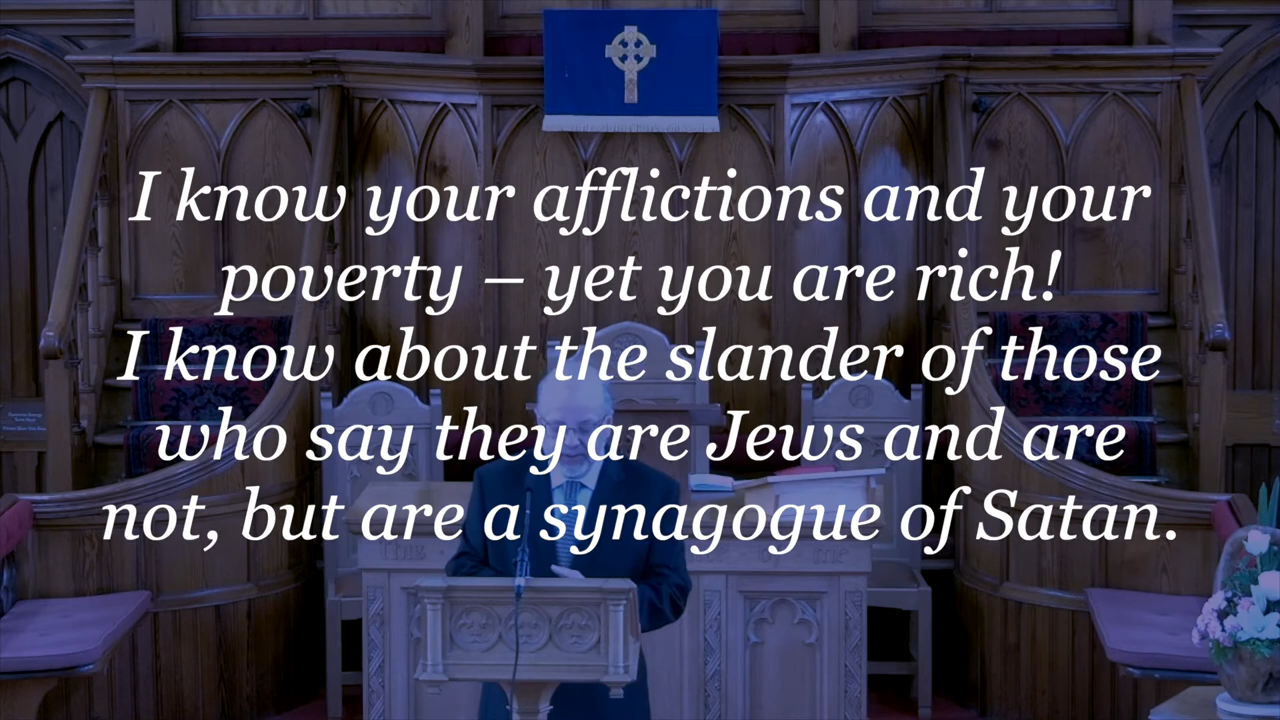 I know your afflictions and your
poverty – yet you are rich!
I know about the slander of those
who say they are Jews and are
not, but are a synagogue of Satan.